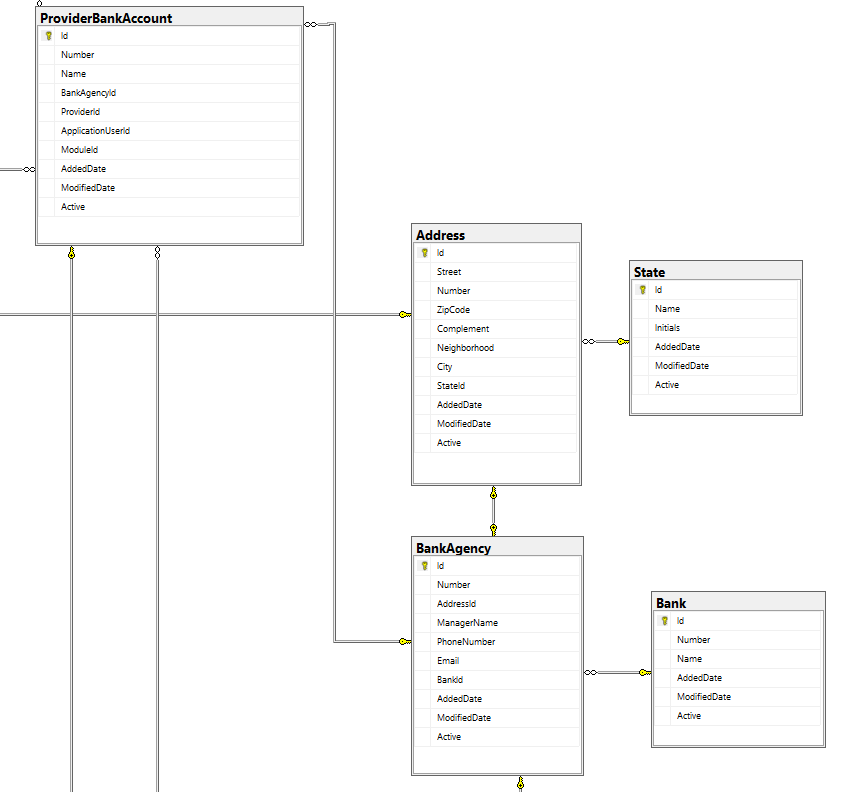 ProviderBankAccount
Id
Number
Name
BankAgencyId
ProviderId
ApplicationUserId
ModuleId
AddedDate
ModifiedDate
Active
Address
Id
Street
Number
ZipCode
Complement
Neighborhood
City
StateId
AddedDate
ModifiedDate
Active
State
Id
Name
Initials
AddedDate
ModifiedDate
Active
BankAgency
Id
Number
AddressId
ManagerName
PhoneNumber
Email
BankId
AddedDate
ModifiedDate
Active
Bank
Id
Number
Name
AddedDate
ModifiedDate
Active